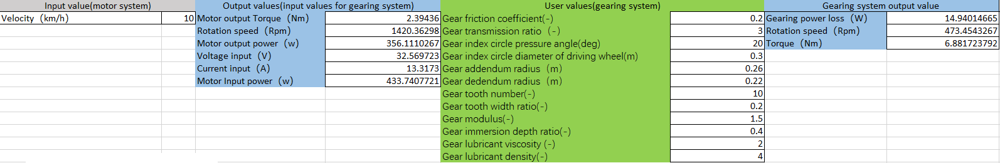 Input value(motor system) Output values(input values for gearing system) User values(gearing system) Gearing system output value
Velocity（km/h） 10 Motor output Torque（Nm） 2.39436 Gear friction coefficient(-) 0.2 Gearing power loss（W） 14.94014665
Rotation speed（Rpm） 1420.36298 Gear transmission ratio（-） 3 Rotation speed（Rpm） 473.4543267
Motor output power（w） 356.1110267 Gear index circle pressure angle(deg) 20 Torque（Nm） 6.881723792
Voltage input（V） 32.569723 Gear index circle diameter of driving wheel(m) 0.3
Current input（A） 13.3173 Gear addendum radius（m） 0.26
Motor Input power（w） 433.7407721 Gear dedendum radius（m） 0.22
Gear tooth number(-) 10
Gear tooth width ratio(-) 0.2
Gear modulus(-) 1.5
Gear immersion depth ratio(-) 0.4
Gear lubricant viscosity (-) 2
Gear lubricant density(-) 4